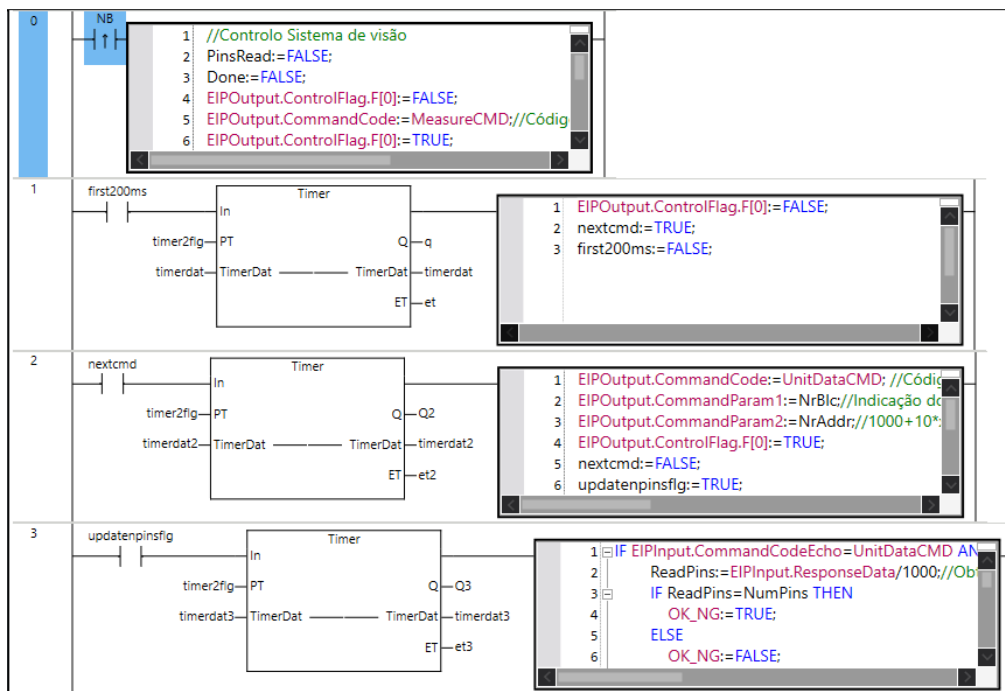 0
NB
1 //Controlo Sistema de visão
2 PinsRead:=FALSE;
3 Done:=FALSE;
4 EIPOutput.ControlFlag.F[0]:=FALSE;
5 EIPOutput.CommandCode:=MeasureCMD;//Códig
6 EIPOutput.ControlFlag.F[0]:=TRUE;
1
first200ms
Timer
In
timer2flg PT Q q
timerdat TimerDat TimerDat timerdat
ET et
1 EIPOutput.ControlFlag.F[0]:=FALSE;
2 nextcmd:=TRUE;
3 first200ms:=FALSE;
2
nextcmd
Timer
In
timer2flg PT Q Q2
timerdat2 TimerDat TimerDat timerdat2
ET et2
1 EIPOutput.CommandCode:=UnitDataCMD; //Códig
2 EIPOutput.CommandParam1:=NrBlc;//Indicação do
3 EIPOutput.CommandParam2:=NrAddr;//1000+10*
4 EIPOutput.ControlFlag.F[0]:=TRUE;
5 nextcmd:=FALSE;
6 updatenpinsflg:=TRUE;
3
updatenpinsflg
Timer
In
timer2flg PT Q Q3
timerdat3 TimerDat TimerDat timerdat3
ET et3
1 IF EIPInput.CommandCodeEcho=UnitDataCMD AN
2 ReadPins:=EIPInput.ResponseData/1000;//Ob
3 IF ReadPins=NumPins THEN
4 OK_NG:=TRUE;
5 ELSE
6 OK_NG:=FALSE;